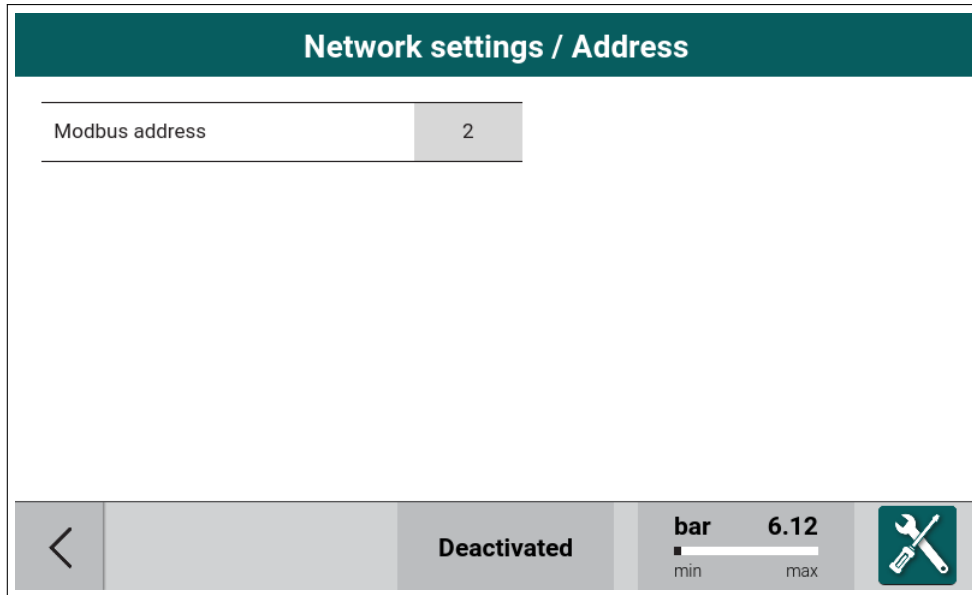 Network settings / Address
Modbus address 2
Deactivated
bar 6.12
min max